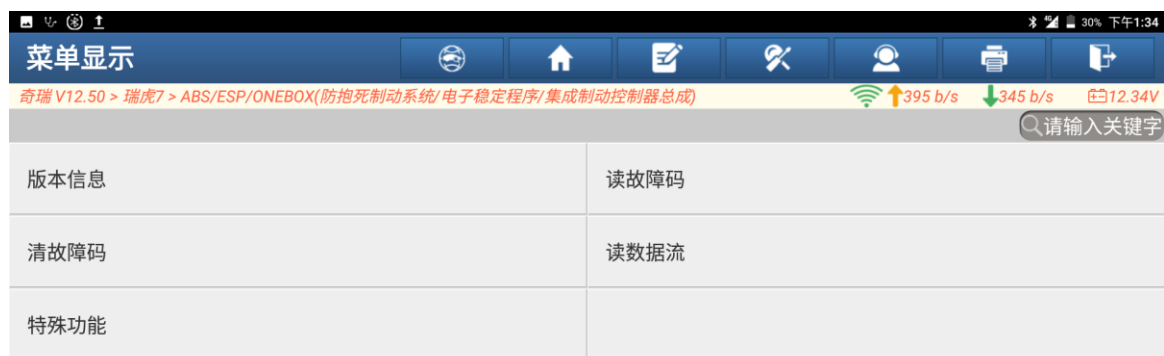 30% 下午1:34
菜单显示
奇瑞 V12.50 > 瑞虎7 > ABS/ESP/ONEBOX(防抱死制动系统/电子稳定程序/集成制动控制器总成) 395 b/s 345 b/s 12.34V
请输入关键字
版本信息 读故障码
清故障码 读数据流
特殊功能